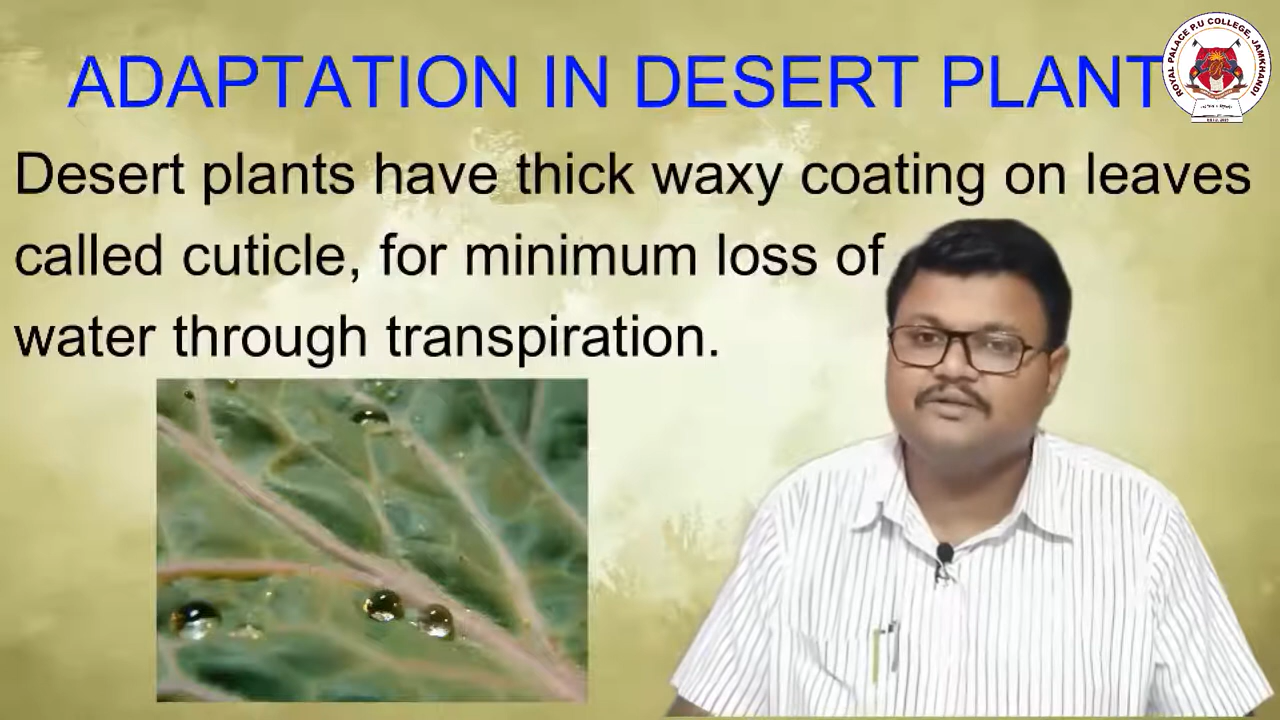 ADAPTATION IN DESERT PLANT
ROYAL PALACE P.U COLLEGE, JAMKHANDI
Desert plants have thick waxy coating on leaves
called cuticle, for minimum loss of
water through transpiration.